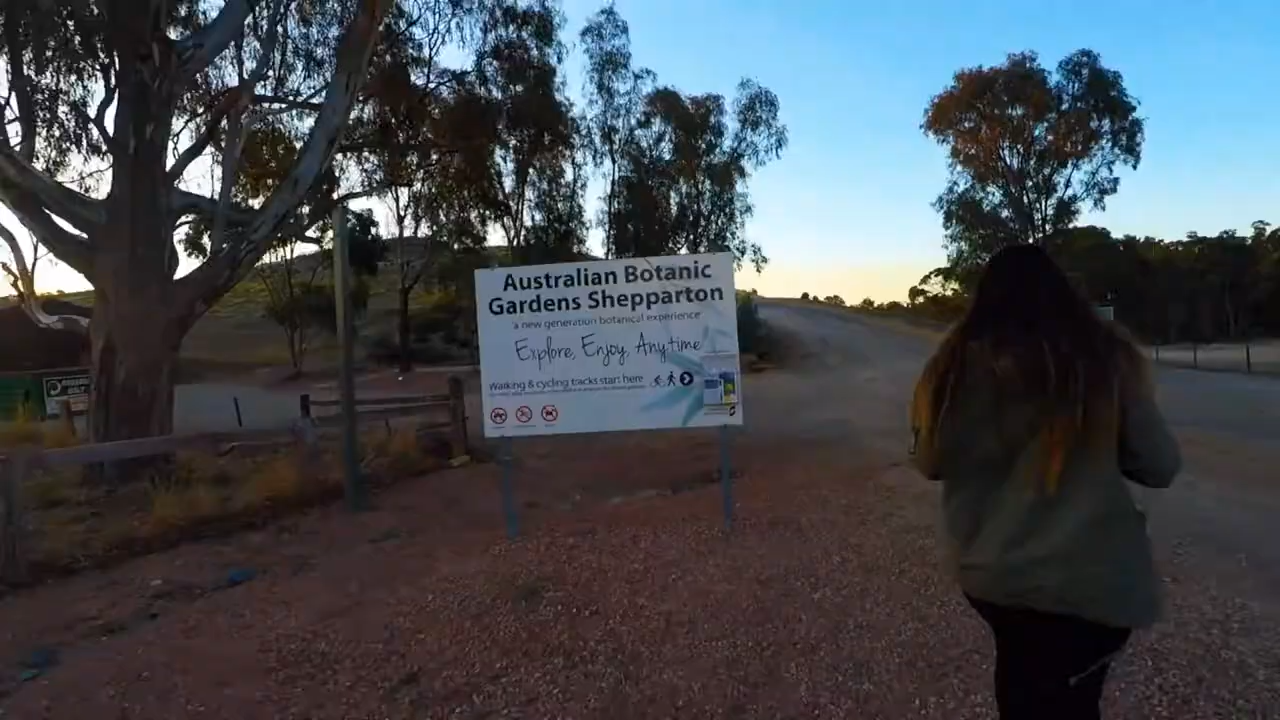 Australian Botanic
Gardens Shepparton
a new generation botanical experience
Explore, Enjoy, Anytime
Walking & cycling tracks start here